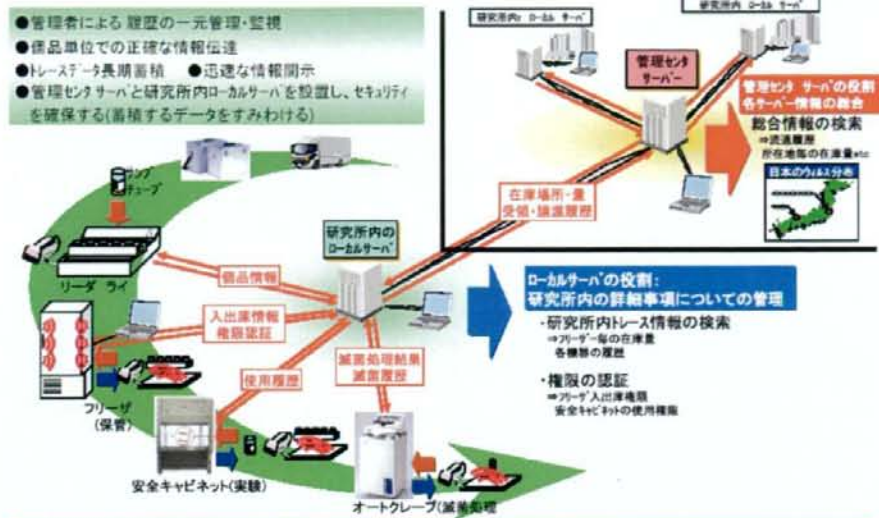 ●管理者による 履歴の一元管理・監視
●個品単位での正確な情報伝達
●トレースデータ長期蓄積 ●迅速な情報開示
●管理センタ サーバと研究所内ローカルサーバを設置し、セキュリティ
を確保する(蓄積するデータをすみわける)
研究所内 ローカル サーバ
管理センタ
サーバー
管理センタ サーバの役割
各サーバー情報の総合
総合情報の検索
⇒流通履歴
所在地毎の在庫量etc
日本のウィルス分布
在庫場所・量
受領・譲渡履歴
チューブ
リーダ ライ
研究所内の
ローカルサーバ
個品情報
入出庫情報
権限認証
使用履歴
滅菌処理結果
滅菌履歴
フリーザ
(保管)
安全キャビネット(実験)
オートクレーブ(滅菌処理
ローカルサーバの役割:
研究所内の詳細事項についての管理
・研究所内トレース情報の検索
⇒フリーザー毎の在庫量
各機器の履歴
・権限の認証
⇒フリーザ入出庫権限
安全キャビネットの使用権限